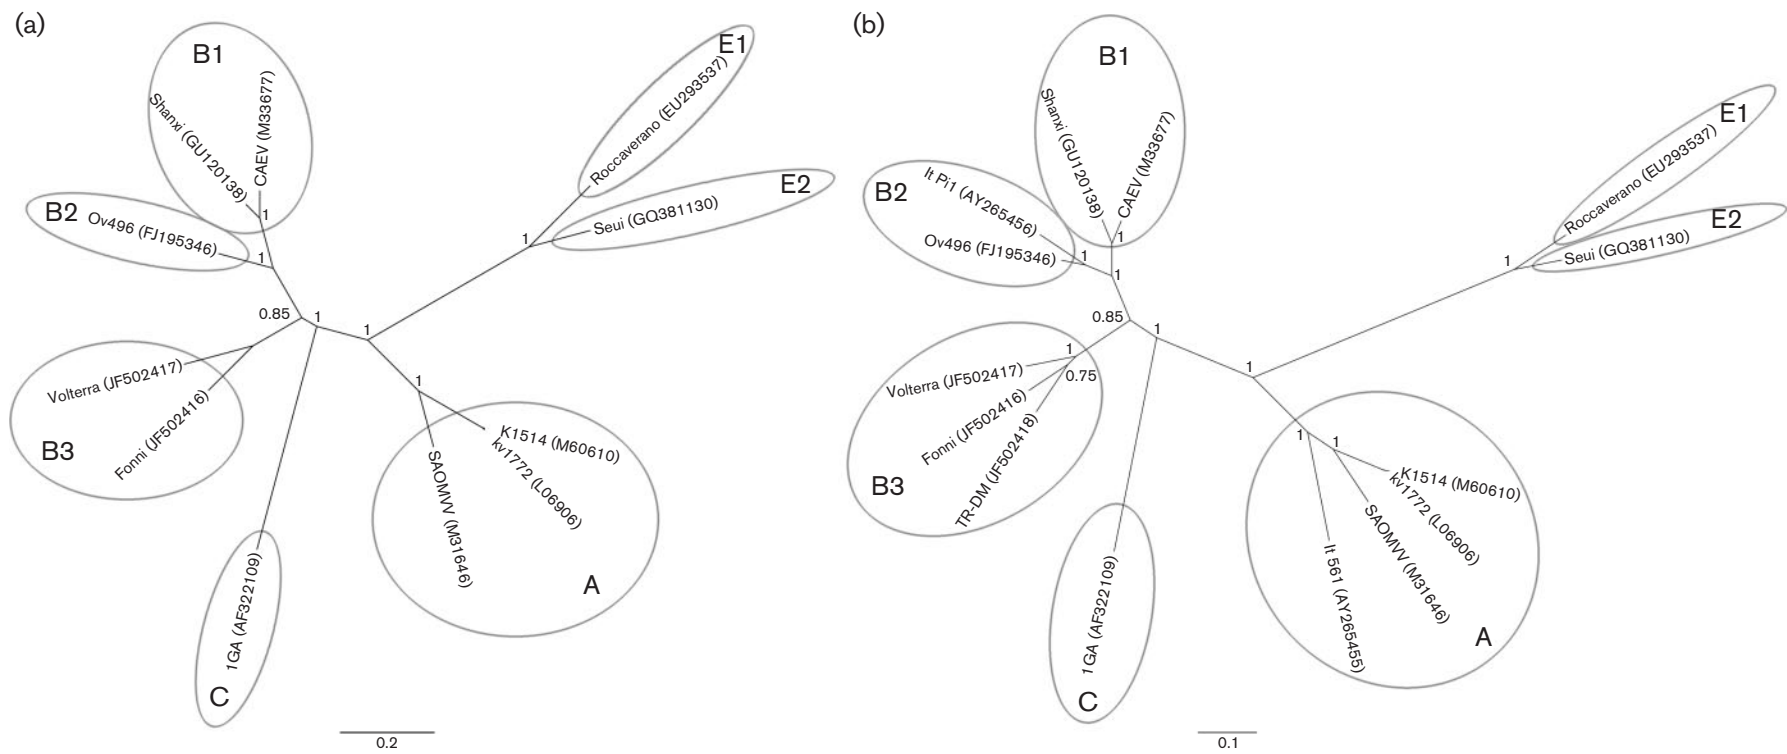 (a)
B1
Shanxi (GU120138)
CAEV (M33677)
1
B2
Ov496 (FJ195346)
1
E1
Roccaverano (EU293537)
E2
Seui (GQ381130)
1
0.85
1
1
Volterra (JF502417)
Fonni (JF502416)
B3
1
K1514 (M60610)
kv1772 (L06906)
SAOMVV (M31646)
A
1GA (AF322109)
C
0.2
(b)
B1
Shanxi (GU120138)
CAEV (M33677)
1
B2
It Pi1 (AY265456)
Ov496 (FJ195346)
1
1
E1
Roccaverano (EU293537)
E2
Seui (GQ381130)
1
0.85
1
1
1
Volterra (JF502417)
0.75
Fonni (JF502416)
TR-DM (JF502418)
B3
1
1
K1514 (M60610)
kv1772 (L06906)
SAOMVV (M31646)
It 561 (AY265455)
A
1GA (AF322109)
C
0.1